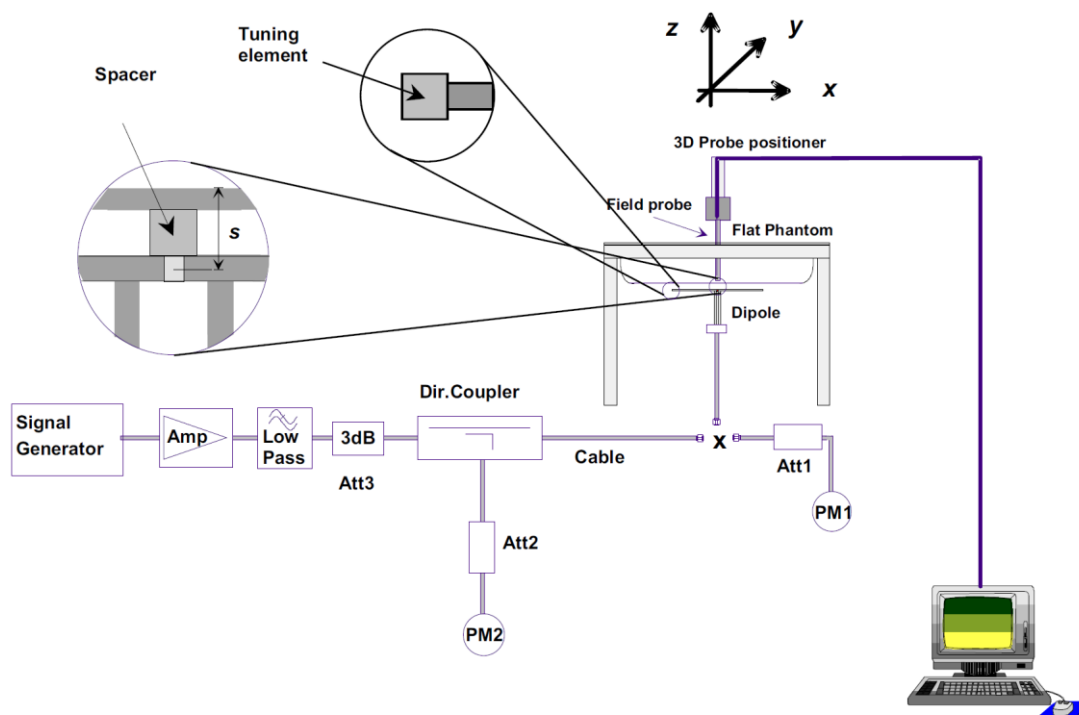 Tuning
element
Spacer
z
y
x
3D Probe positioner
Field probe
Flat Phantom
s
Dipole
Dir.Coupler
Signal
Generator
Amp
Low
Pass
3dB
Att3
Cable
x
Att1
PM1
Att2
PM2